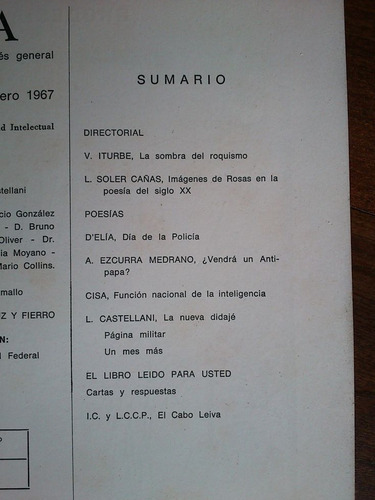 A
és general
ero 1967
d Intelectual
stellani
cio González
- D. Bruno
Oliver - Dr.
ia Moyano -
Mario Collins.
mallo
Z Y FIERRO
N:
l Federal
SUMARIO
DIRECTORIAL
V. ITURBE, La sombra del roquismo
L. SOLER CAÑAS, Imágenes de Rosas en la
poesía del siglo XX
POESÍAS
D'ELÍA, Día de la Policía
A. EZCURRA MEDRANO, ¿Vendrá un Anti-
papa?
CISA, Función nacional de la inteligencia
L. CASTELLANI, La nueva didajé
Página militar
Un mes más
EL LIBRO LEIDO PARA USTED
Cartas y respuestas
I.C. y L.C.C.P., El Cabo Leiva